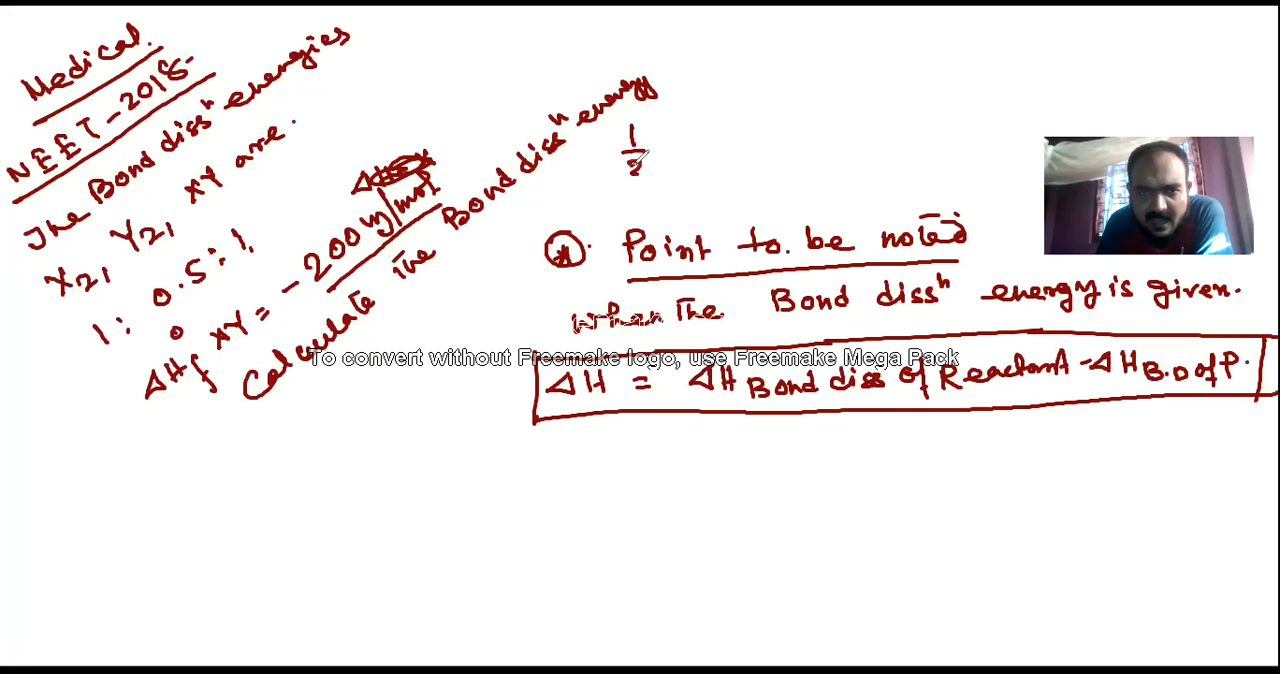 Medical.
NEET-2018-
The Bond dissⁿ energies
X2, Y2, XY are.
1: 0.5: 1.
ΔHf⁰ XY = -200 kJ/mol
Calculate the Bond dissⁿ energy
1/2
* Point to be noted
when The Bond dissⁿ energy is given.
To convert without Freemake logo, use Freemake Mega Pack
ΔH = ΔH Bond diss of Reactant - ΔH B.D of P.